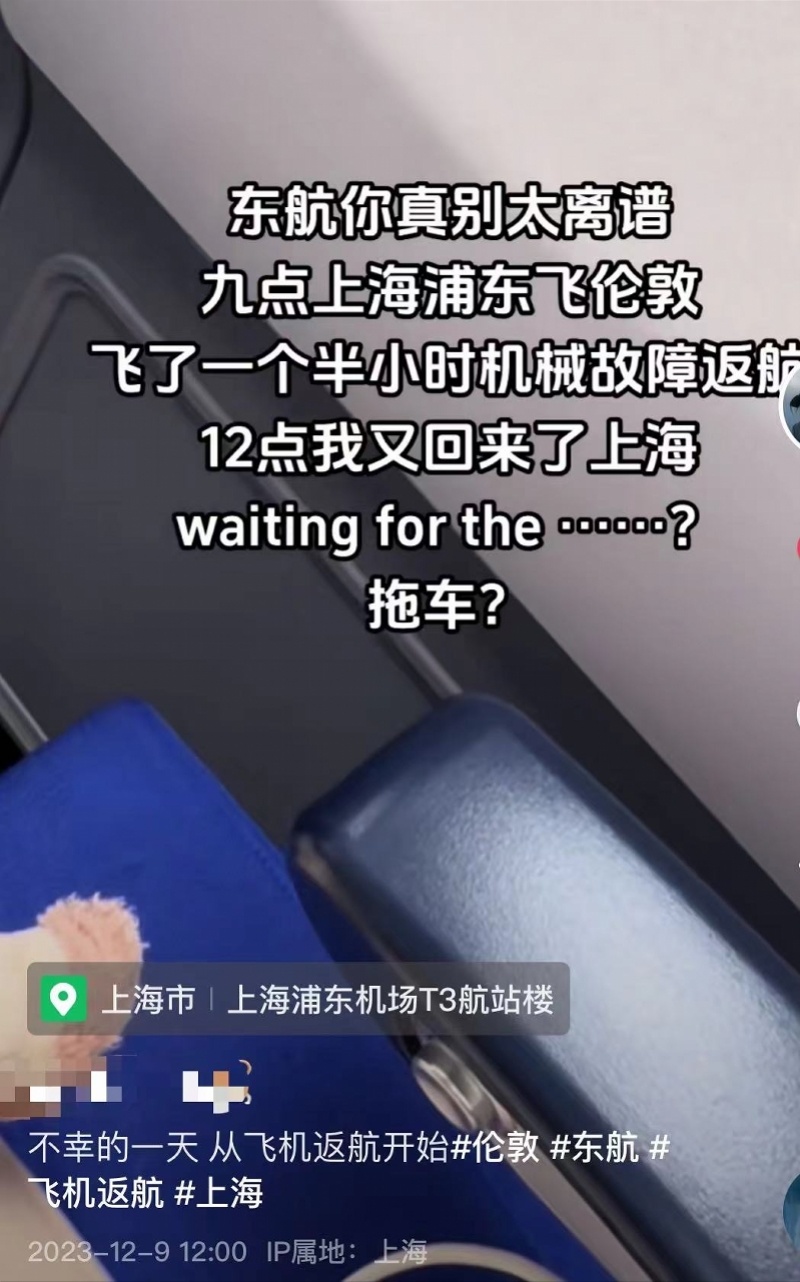 东航你真别太离谱
九点上海浦东飞伦敦
飞了一个半小时机械故障返航
12点我又回来了上海
waiting for the ……?
拖车?
上海市 | 上海浦东机场T3航站楼
不幸的一天 从飞机返航开始#伦敦 #东航 #
飞机返航 #上海
2023-12-9 12:00 IP属地：上海